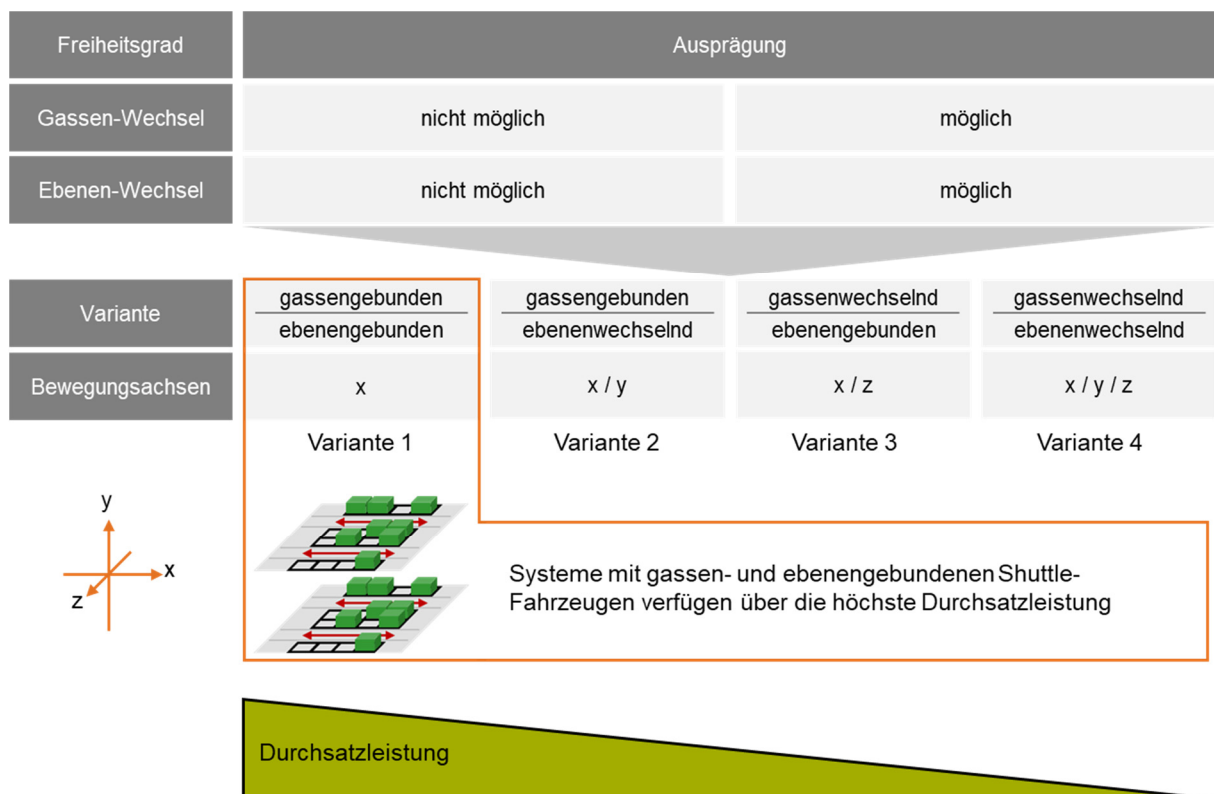 Freiheitsgrad Ausprägung
Gassen-Wechsel nicht möglich möglich
Ebenen-Wechsel nicht möglich möglich
Variante gassengebunden gassengebunden gassenwechselnd gassenwechselnd
ebenengebunden ebenenwechselnd ebenengebunden ebenenwechselnd
Bewegungsachsen x x / y x / z x / y / z
Variante 1 Variante 2 Variante 3 Variante 4
y
x
z
Systeme mit gassen- und ebenengebundenen Shuttle-
Fahrzeugen verfügen über die höchste Durchsatzleistung
Durchsatzleistung